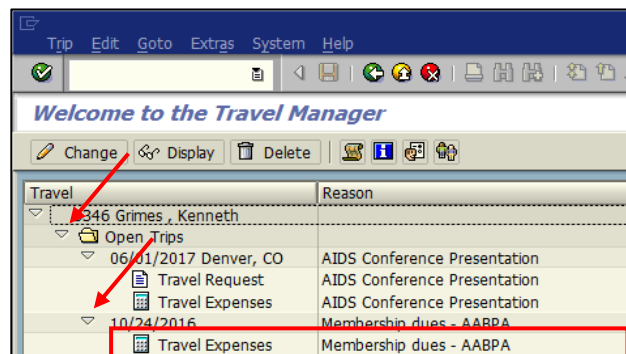 Trip Edit Goto Extras System Help
Welcome to the Travel Manager
Change Display Delete
Travel Reason
346 Grimes , Kenneth
Open Trips
06/01/2017 Denver, CO AIDS Conference Presentation
Travel Request AIDS Conference Presentation
Travel Expenses AIDS Conference Presentation
10/24/2016 Membership dues - AABPA
Travel Expenses Membership dues - AABPA